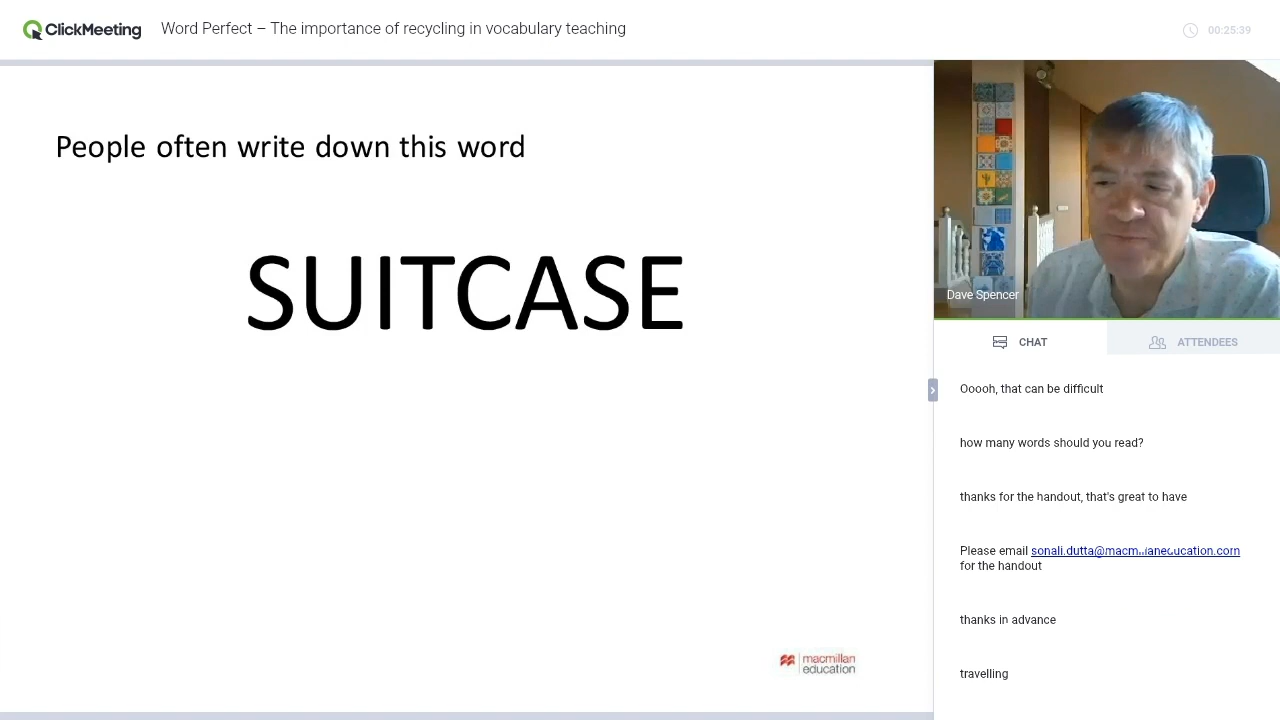 ClickMeeting
Word Perfect – The importance of recycling in vocabulary teaching
00:25:39
People often write down this word
SUITCASE
macmillan
education
Dave Spencer
CHAT
ATTENDEES
Ooooh, that can be difficult
how many words should you read?
thanks for the handout, that's great to have
Please email sonali.dutta@macmillaneducation.com
for the handout
thanks in advance
travelling